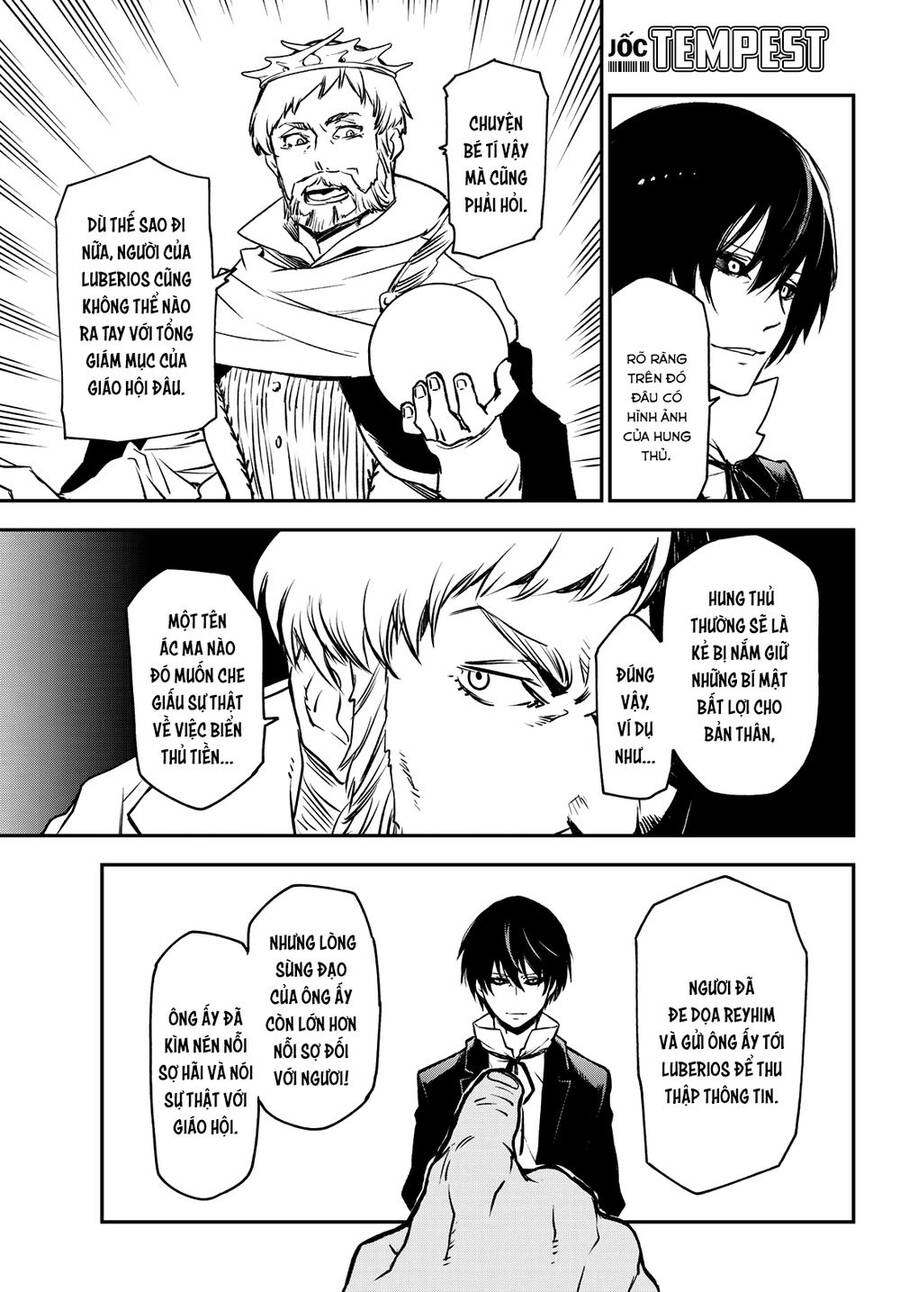 UỐC TEMPEST
RÕ RÀNG
TRÊN ĐÓ
ĐÂU CÓ
HÌNH ẢNH
CỦA HUNG
THỦ.
CHUYỆN
BÉ TÍ VẬY
MÀ CŨNG
PHẢI HỎI.
DÙ THẾ SAO ĐI
NỮA, NGƯỜI CỦA
LUBERIOS CŨNG
KHÔNG THỂ NÀO
RA TAY VỚI TỔNG
GIÁM MỤC CỦA
GIÁO HỘI ĐÂU.
HUNG THỦ
THƯỜNG SẼ LÀ
KẺ BỊ NẮM GIỮ
NHỮNG BÍ MẬT
BẤT LỢI CHO
BẢN THÂN,
ĐÚNG
VẬY,
VÍ DỤ
NHƯ...
MỘT TÊN
ÁC MA NÀO
ĐÓ MUỐN CHE
GIẤU SỰ THẬT
VỀ VIỆC BIỂN
THỦ TIỀN...
NGƯƠI ĐÃ
ĐE DỌA REYHIM
VÀ GỬI ÔNG ẤY TỚI
LUBERIOS ĐỂ THU
THẬP THÔNG TIN.
NHƯNG LÒNG
SÙNG ĐẠO
CỦA ÔNG ẤY
CÒN LỚN HƠN
NỖI SỢ ĐỐI
VỚI NGƯƠI!
ÔNG ẤY ĐÃ
KÌM NÉN NỖI
SỢ HÃI VÀ NÓI
SỰ THẬT VỚI
GIÁO HỘI.